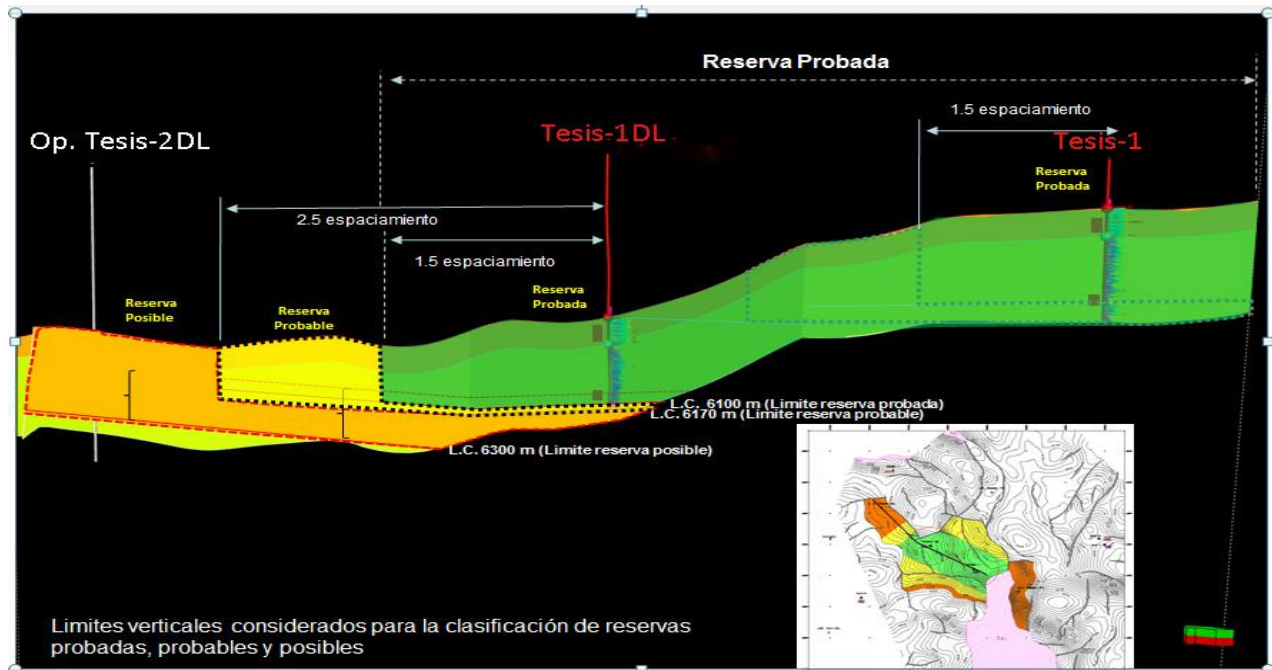 Reserva Probada
1.5 espaciamiento
Op. Tesis-2DL
Tesis-1DL
Tesis-1
Reserva
Probada
2.5 espaciamiento
1.5 espaciamiento
Reserva
Posible
Reserva
Probable
Reserva
Probada
L.C. 6100 m (Limite reserva probada)
L.C. 6170 m (Limite reserva probable)
L.C. 6300 m (Limite reserva posible)
Limites verticales considerados para la clasificación de reservas
probadas, probables y posibles